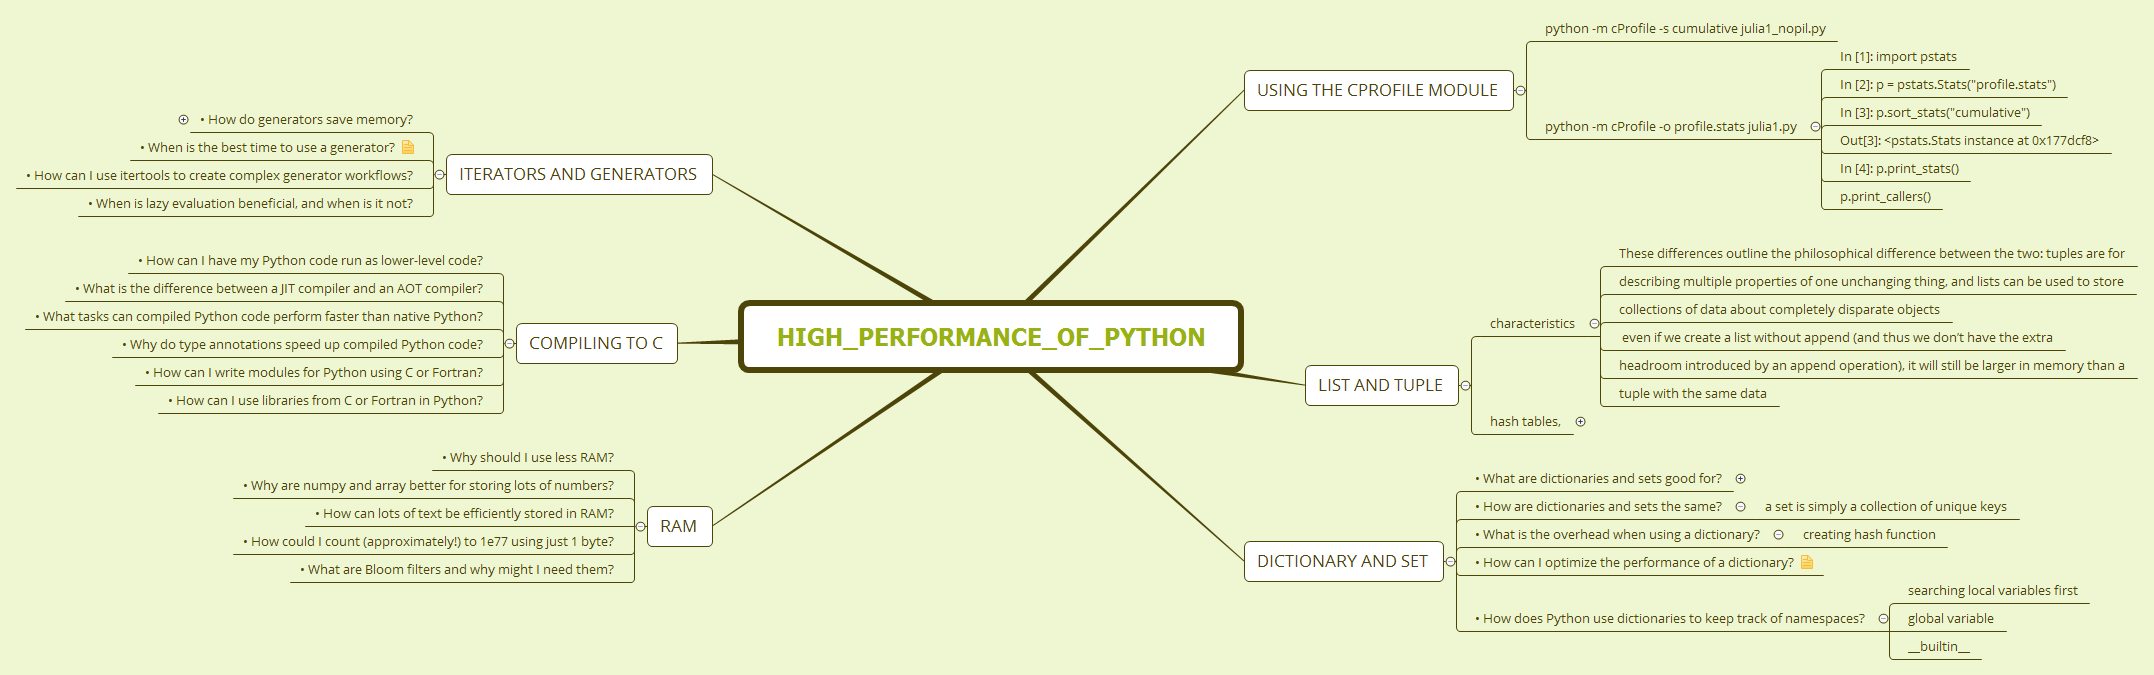 HIGH_PERFORMANCE_OF_PYTHON
USING THE CPROFILE MODULE
python -m cProfile -s cumulative julia1_nopil.py
python -m cProfile -o profile.stats julia1.py
In [1]: import pstats
In [2]: p = pstats.Stats("profile.stats")
In [3]: p.sort_stats("cumulative")
Out[3]: <pstats.Stats instance at 0x177dcf8>
In [4]: p.print_stats()
p.print_callers()
LIST AND TUPLE
characteristics
These differences outline the philosophical difference between the two: tuples are for
describing multiple properties of one unchanging thing, and lists can be used to store
collections of data about completely disparate objects
even if we create a list without append (and thus we don't have the extra
headroom introduced by an append operation), it will still be larger in memory than a
tuple with the same data
hash tables,
DICTIONARY AND SET
• What are dictionaries and sets good for?
• How are dictionaries and sets the same?
a set is simply a collection of unique keys
• What is the overhead when using a dictionary?
creating hash function
• How can I optimize the performance of a dictionary?
• How does Python use dictionaries to keep track of namespaces?
searching local variables first
global variable
__builtin__
ITERATORS AND GENERATORS
• How do generators save memory?
• When is the best time to use a generator?
• How can I use itertools to create complex generator workflows?
• When is lazy evaluation beneficial, and when is it not?
COMPILING TO C
• How can I have my Python code run as lower-level code?
• What is the difference between a JIT compiler and an AOT compiler?
• What tasks can compiled Python code perform faster than native Python?
• Why do type annotations speed up compiled Python code?
• How can I write modules for Python using C or Fortran?
• How can I use libraries from C or Fortran in Python?
RAM
• Why should I use less RAM?
• Why are numpy and array better for storing lots of numbers?
• How can lots of text be efficiently stored in RAM?
• How could I count (approximately!) to 1e77 using just 1 byte?
• What are Bloom filters and why might I need them?